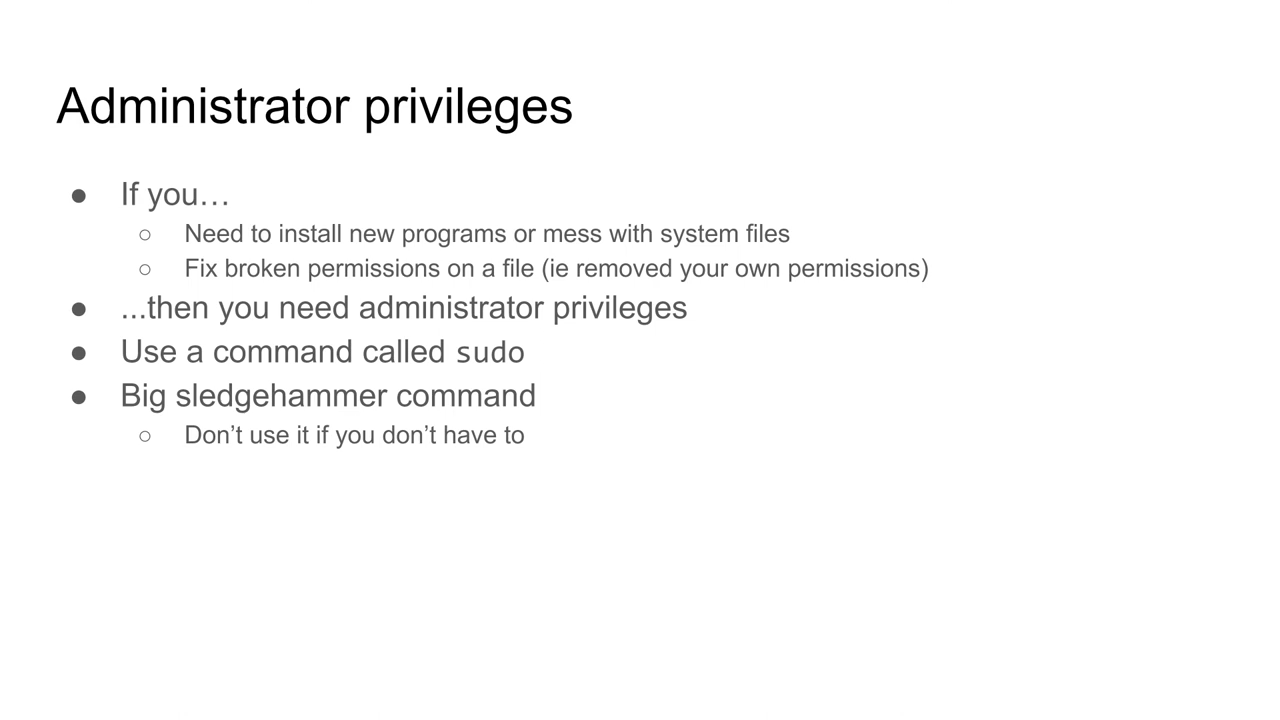 Administrator privileges
● If you…
○ Need to install new programs or mess with system files
○ Fix broken permissions on a file (ie removed your own permissions)
● ...then you need administrator privileges
● Use a command called sudo
● Big sledgehammer command
○ Don’t use it if you don’t have to